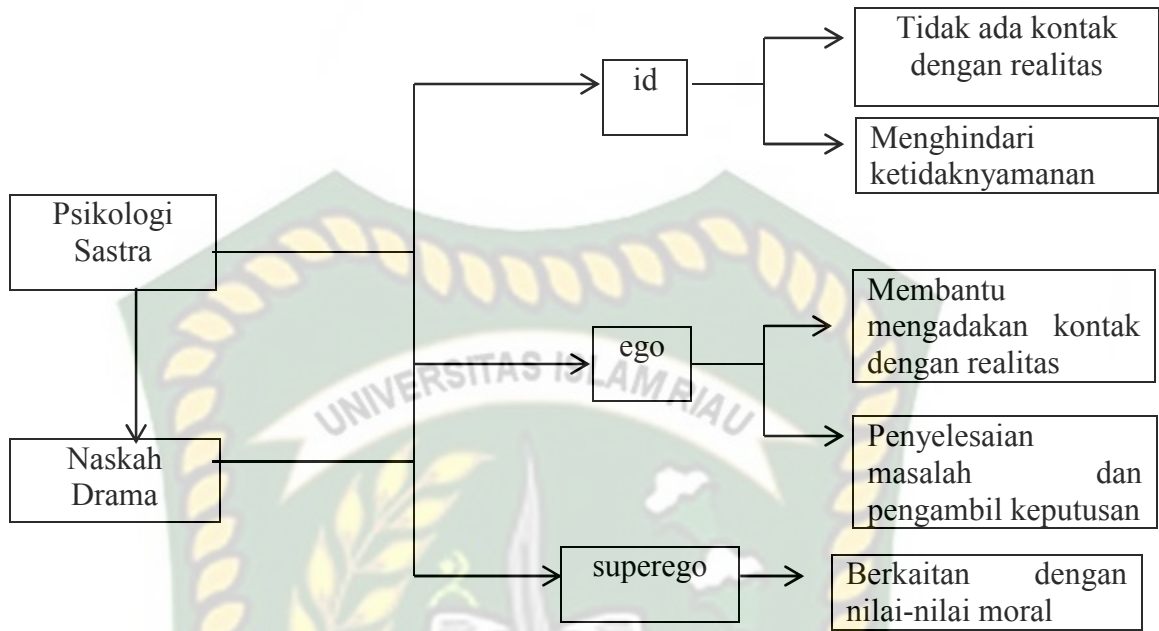 Tidak ada kontak
dengan realitas
id
Menghindari
ketidaknyamanan
Psikologi
Sastra
Membantu
mengadakan kontak
dengan realitas
ego
UNIVERSITAS ISLAM RIAU
Penyelesaian
masalah dan
pengambil keputusan
Naskah
Drama
superego
Berkaitan dengan
nilai-nilai moral